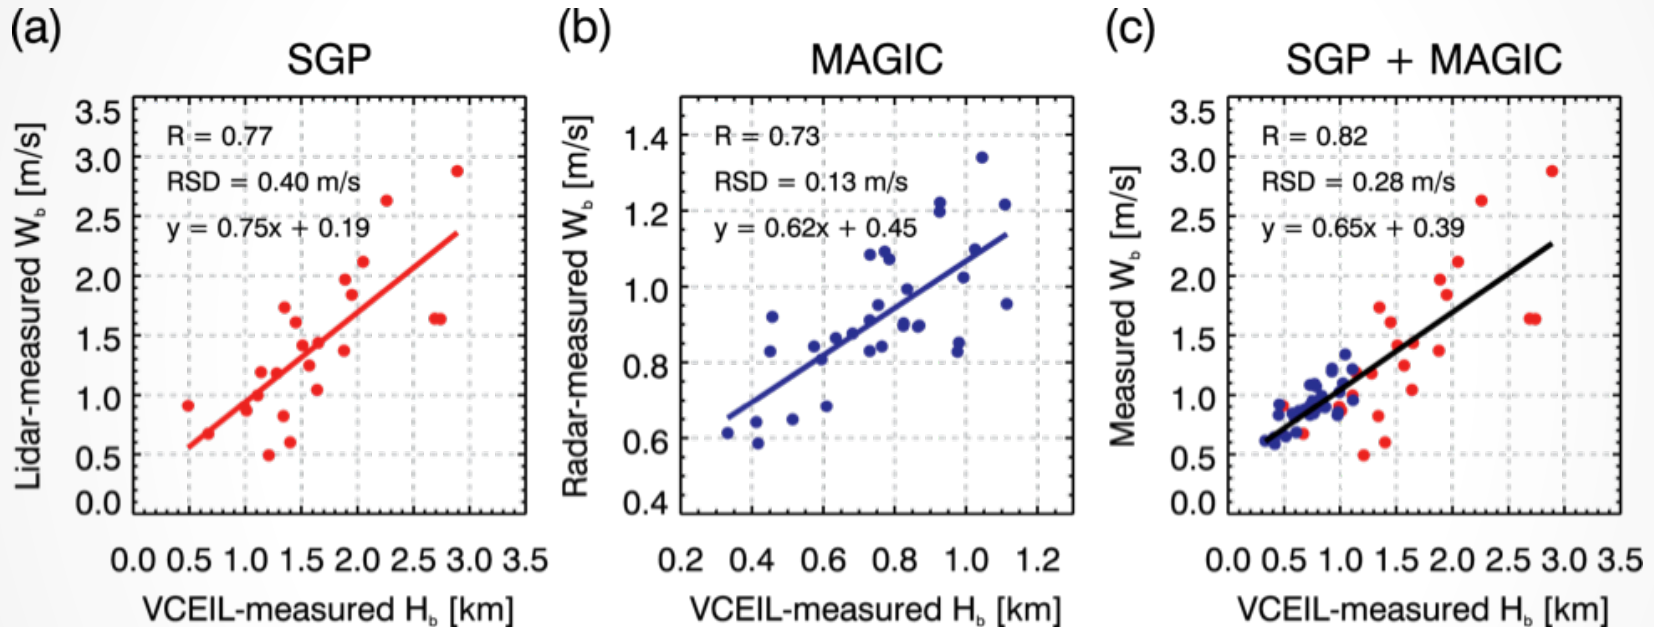 (a)
SGP
R = 0.77
RSD = 0.40 m/s
y = 0.75x + 0.19
Lidar-measured W_b [m/s]
3.5
3.0
2.5
2.0
1.5
1.0
0.5
0.0
0.0 0.5 1.0 1.5 2.0 2.5 3.0 3.5
VCEIL-measured H_b [km]
(b)
MAGIC
R = 0.73
RSD = 0.13 m/s
y = 0.62x + 0.45
Radar-measured W_b [m/s]
1.4
1.2
1.0
0.8
0.6
0.4
0.2 0.4 0.6 0.8 1.0 1.2
VCEIL-measured H_b [km]
(c)
SGP + MAGIC
R = 0.82
RSD = 0.28 m/s
y = 0.65x + 0.39
Measured W_b [m/s]
3.5
3.0
2.5
2.0
1.5
1.0
0.5
0.0
0.0 0.5 1.0 1.5 2.0 2.5 3.0 3.5
VCEIL-measured H_b [km]